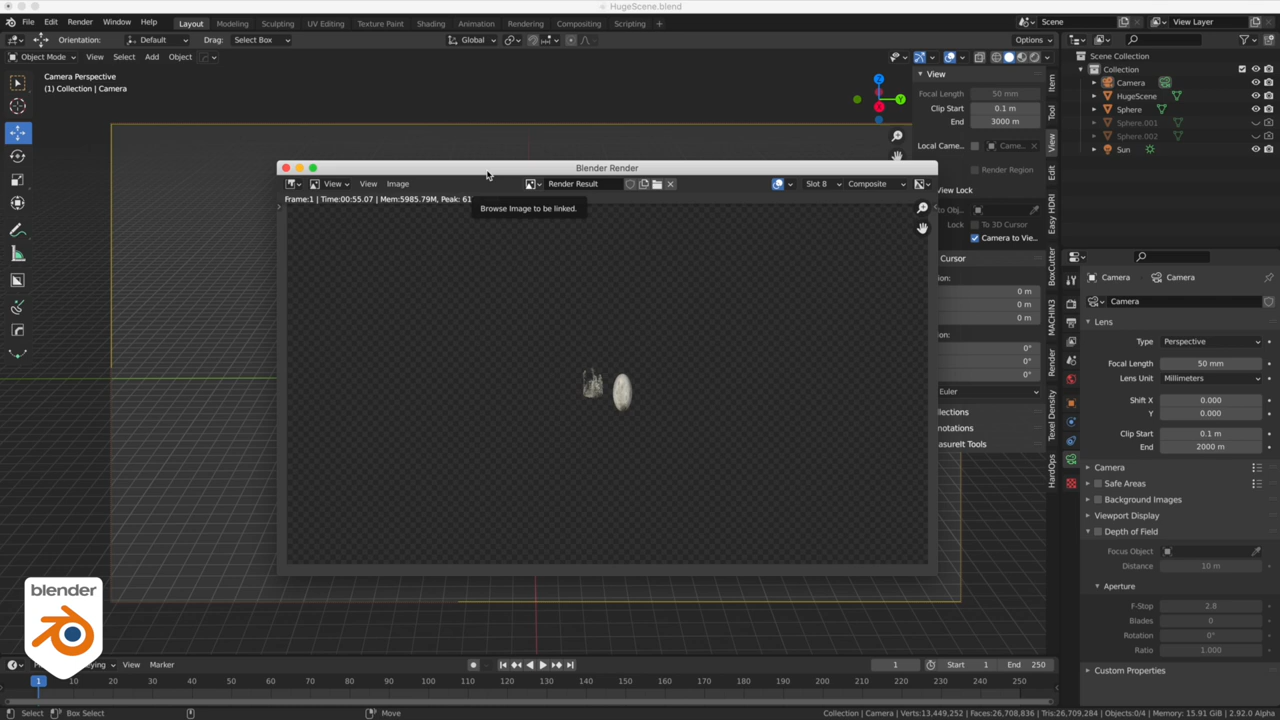 HugeScene.blend
File Edit Render Window Help Layout Modeling Sculpting UV Editing Texture Paint Shading Animation Rendering Compositing Scripting Scene View Layer
Orientation: Default Drag: Select Box Global Options
Object Mode View Select Add Object
Camera Perspective
(1) Collection | Camera
View
Focal Length 50 mm
Clip Start 0.1 m
End 3000 m
Local Came... Came...
Render Region
View Lock
To 3D Cursor
Lock
Camera to Vie...
Cursor
0 m
0 m
0 m
0°
0°
0°
Euler
Item
Tool
View
Edit
Easy HDRI
BoxCutter
MACHIN3
Render
Texel Density
HardOps
Blender Render
View View Image Render Result Slot 8 Composite
Frame:1 | Time:00:55.07 | Mem:5985.79M, Peak: 61
Browse Image to be linked.
Scene Collection
Collection
Camera
HugeScene
Sphere
Sphere.001
Sphere.002
Sun
Camera Camera
Camera
Lens
Type Perspective
Focal Length 50 mm
Lens Unit Millimeters
Shift X 0.000
Y 0.000
Clip Start 0.1 m
End 2000 m
Camera
Safe Areas
Background Images
Viewport Display
Depth of Field
Focus Object
Distance 10 m
Aperture
F-Stop 2.8
Blades 0
Rotation 0°
Ratio 1.000
Custom Properties
blender
View Marker 1 Start 1 End 250
1 10 20 30 40 50 60 70 80 90 100 110 120 130 140 150 160 170 180 190 200 210 220 230 240 250
Select Box Select Move Collection | Camera | Verts:13,449,252 | Faces:26,708,836 | Tris:26,709,284 | Objects:0/4 | Memory: 15.91 GiB | 2.92.0 Alpha